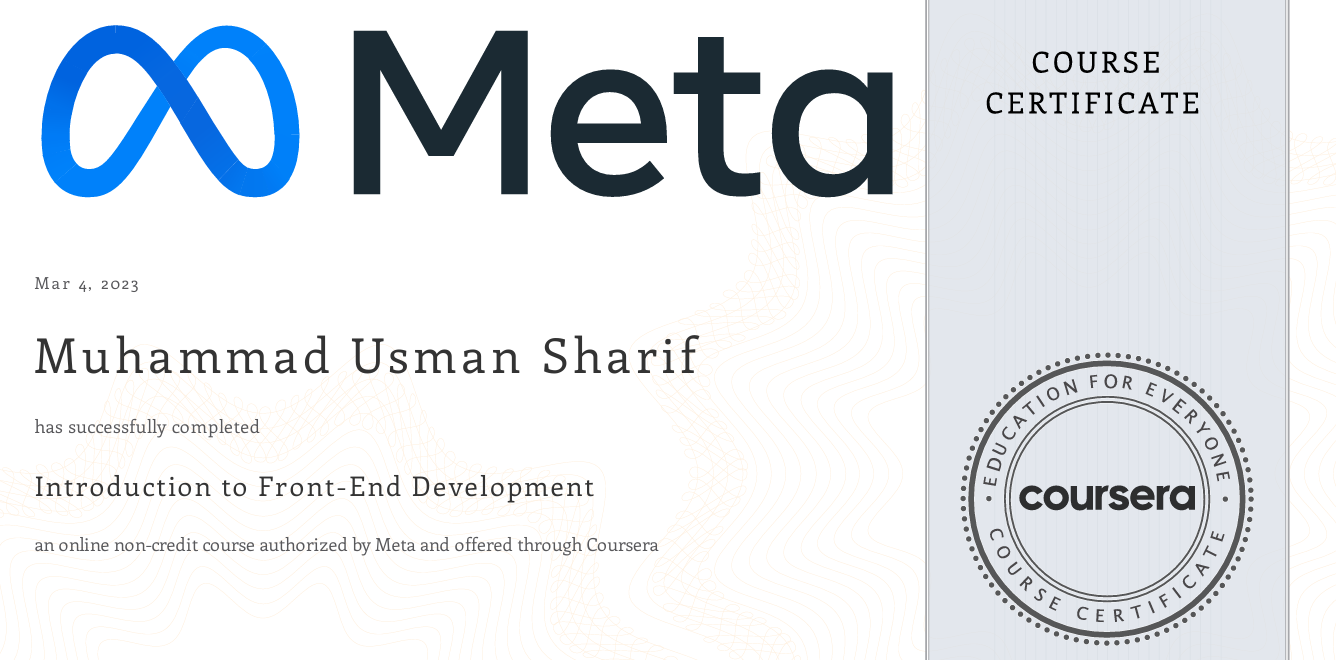 Meta
COURSE
CERTIFICATE
Mar 4, 2023
Muhammad Usman Sharif
has successfully completed
Introduction to Front-End Development
an online non-credit course authorized by Meta and offered through Coursera
EDUCATION FOR EVERYONE
coursera
COURSE CERTIFICATE